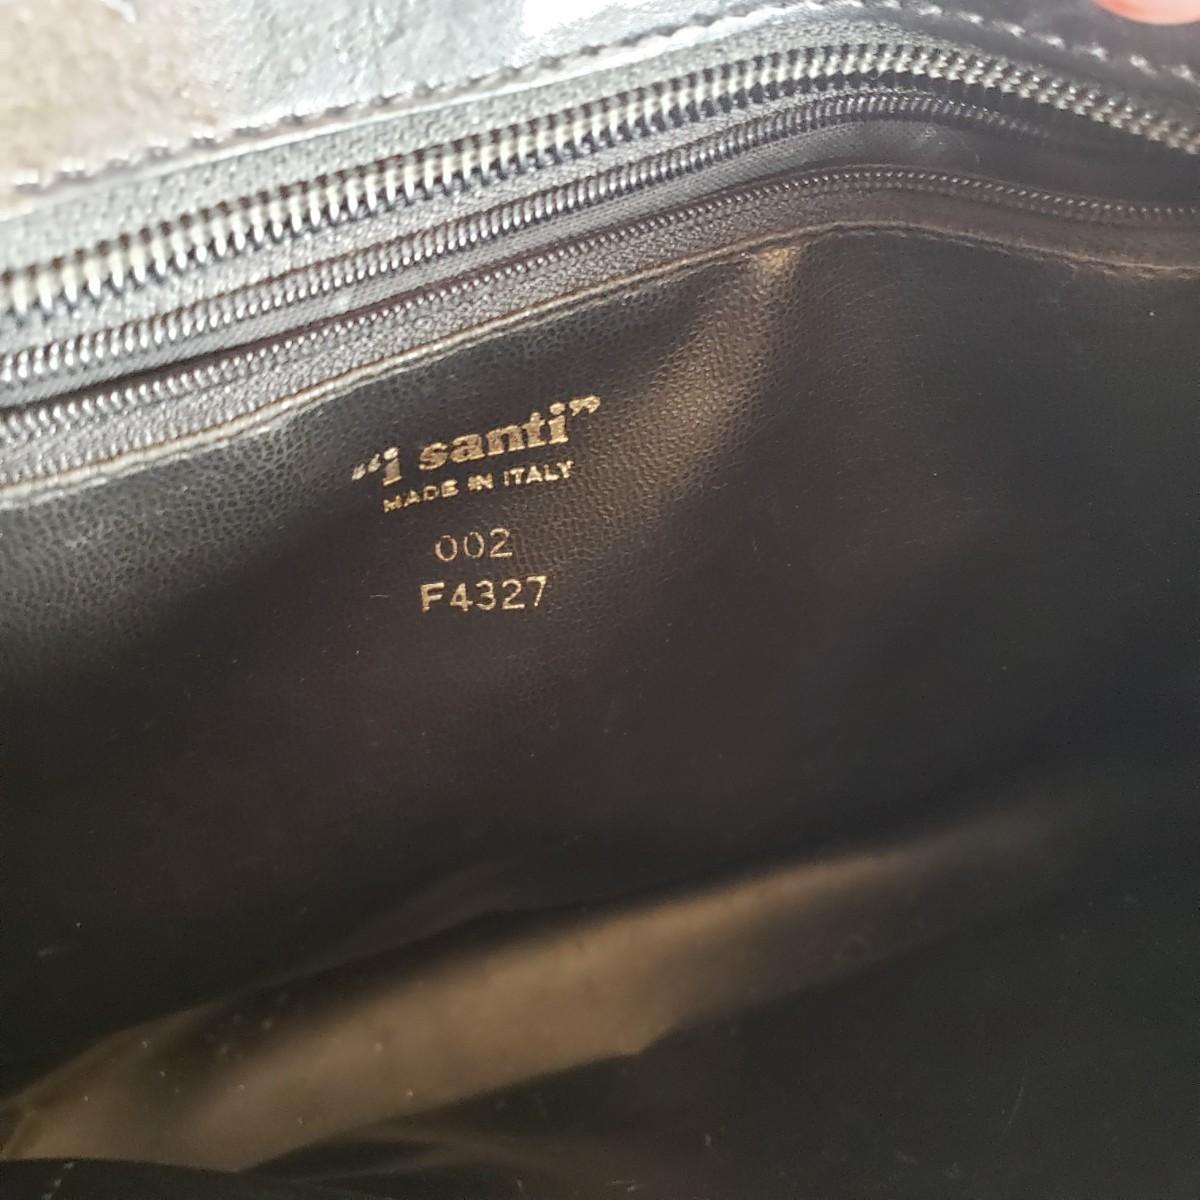 “i santi”
MADE IN ITALY
002
F4327